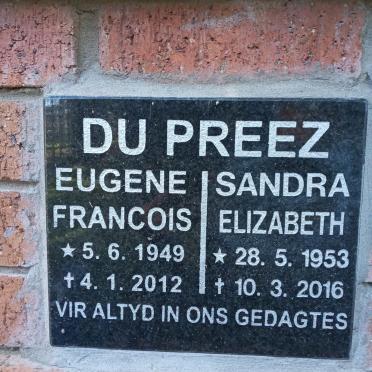 DU PREEZ
EUGENE
FRANCOIS
★ 5. 6. 1949
✝ 4. 1. 2012
SANDRA
ELIZABETH
★ 28. 5. 1953
✝ 10. 3. 2016
VIR ALTYD IN ONS GEDAGTES